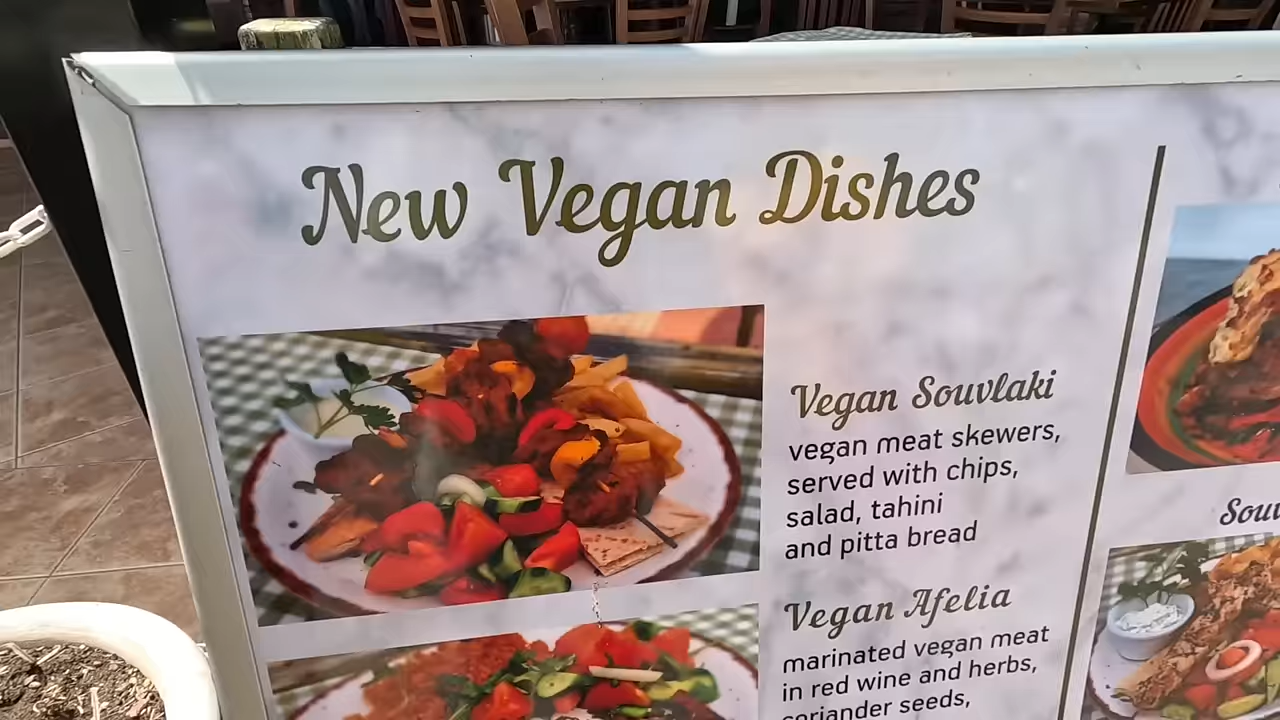 New Vegan Dishes
Vegan Souvlaki
vegan meat skewers,
served with chips,
salad, tahini
and pitta bread
Vegan Afelia
marinated vegan meat
in red wine and herbs,
coriander seeds,